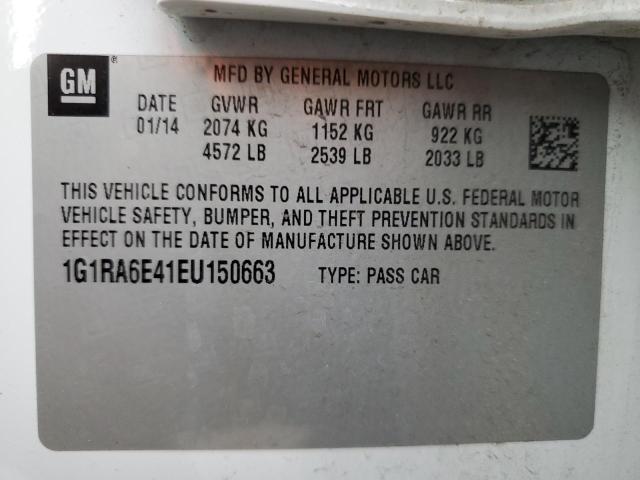 GM ®
MFD BY GENERAL MOTORS LLC
DATE GVWR GAWR FRT GAWR RR
01/14 2074 KG 1152 KG 922 KG
4572 LB 2539 LB 2033 LB
THIS VEHICLE CONFORMS TO ALL APPLICABLE U.S. FEDERAL MOTOR
VEHICLE SAFETY, BUMPER, AND THEFT PREVENTION STANDARDS IN
EFFECT ON THE DATE OF MANUFACTURE SHOWN ABOVE.
1G1RA6E41EU150663 TYPE: PASS CAR